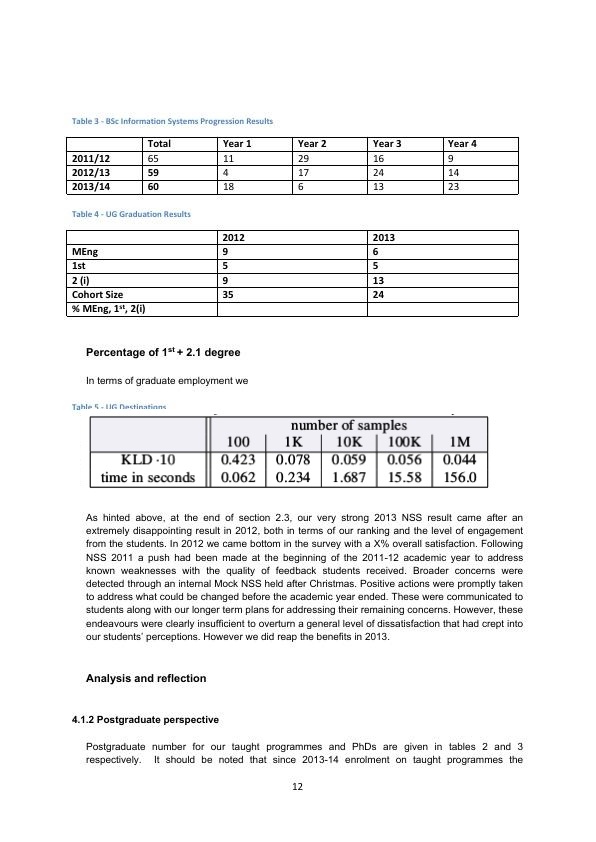 Table 3 - BSc Information Systems Progression Results
Total Year 1 Year 2 Year 3 Year 4
2011/12 65 11 29 16 9
2012/13 59 4 17 24 14
2013/14 60 18 6 13 23
Table 4 - UG Graduation Results
2012 2013
MEng 9 6
1st 5 5
2 (i) 9 13
Cohort Size 35 24
% MEng, 1st, 2(i)
Percentage of 1st + 2.1 degree
In terms of graduate employment we
Table 5 - UG Destinations
number of samples
100 1K 10K 100K 1M
KLD ·10 0.423 0.078 0.059 0.056 0.044
time in seconds 0.062 0.234 1.687 15.58 156.0
As hinted above, at the end of section 2.3, our very strong 2013 NSS result came after an
extremely disappointing result in 2012, both in terms of our ranking and the level of engagement
from the students. In 2012 we came bottom in the survey with a X% overall satisfaction. Following
NSS 2011 a push had been made at the beginning of the 2011-12 academic year to address
known weaknesses with the quality of feedback students received. Broader concerns were
detected through an internal Mock NSS held after Christmas. Positive actions were promptly taken
to address what could be changed before the academic year ended. These were communicated to
students along with our longer term plans for addressing their remaining concerns. However, these
endeavours were clearly insufficient to overturn a general level of dissatisfaction that had crept into
our students' perceptions. However we did reap the benefits in 2013.
Analysis and reflection
4.1.2 Postgraduate perspective
Postgraduate number for our taught programmes and PhDs are given in tables 2 and 3
respectively. It should be noted that since 2013-14 enrolment on taught programmes the
12